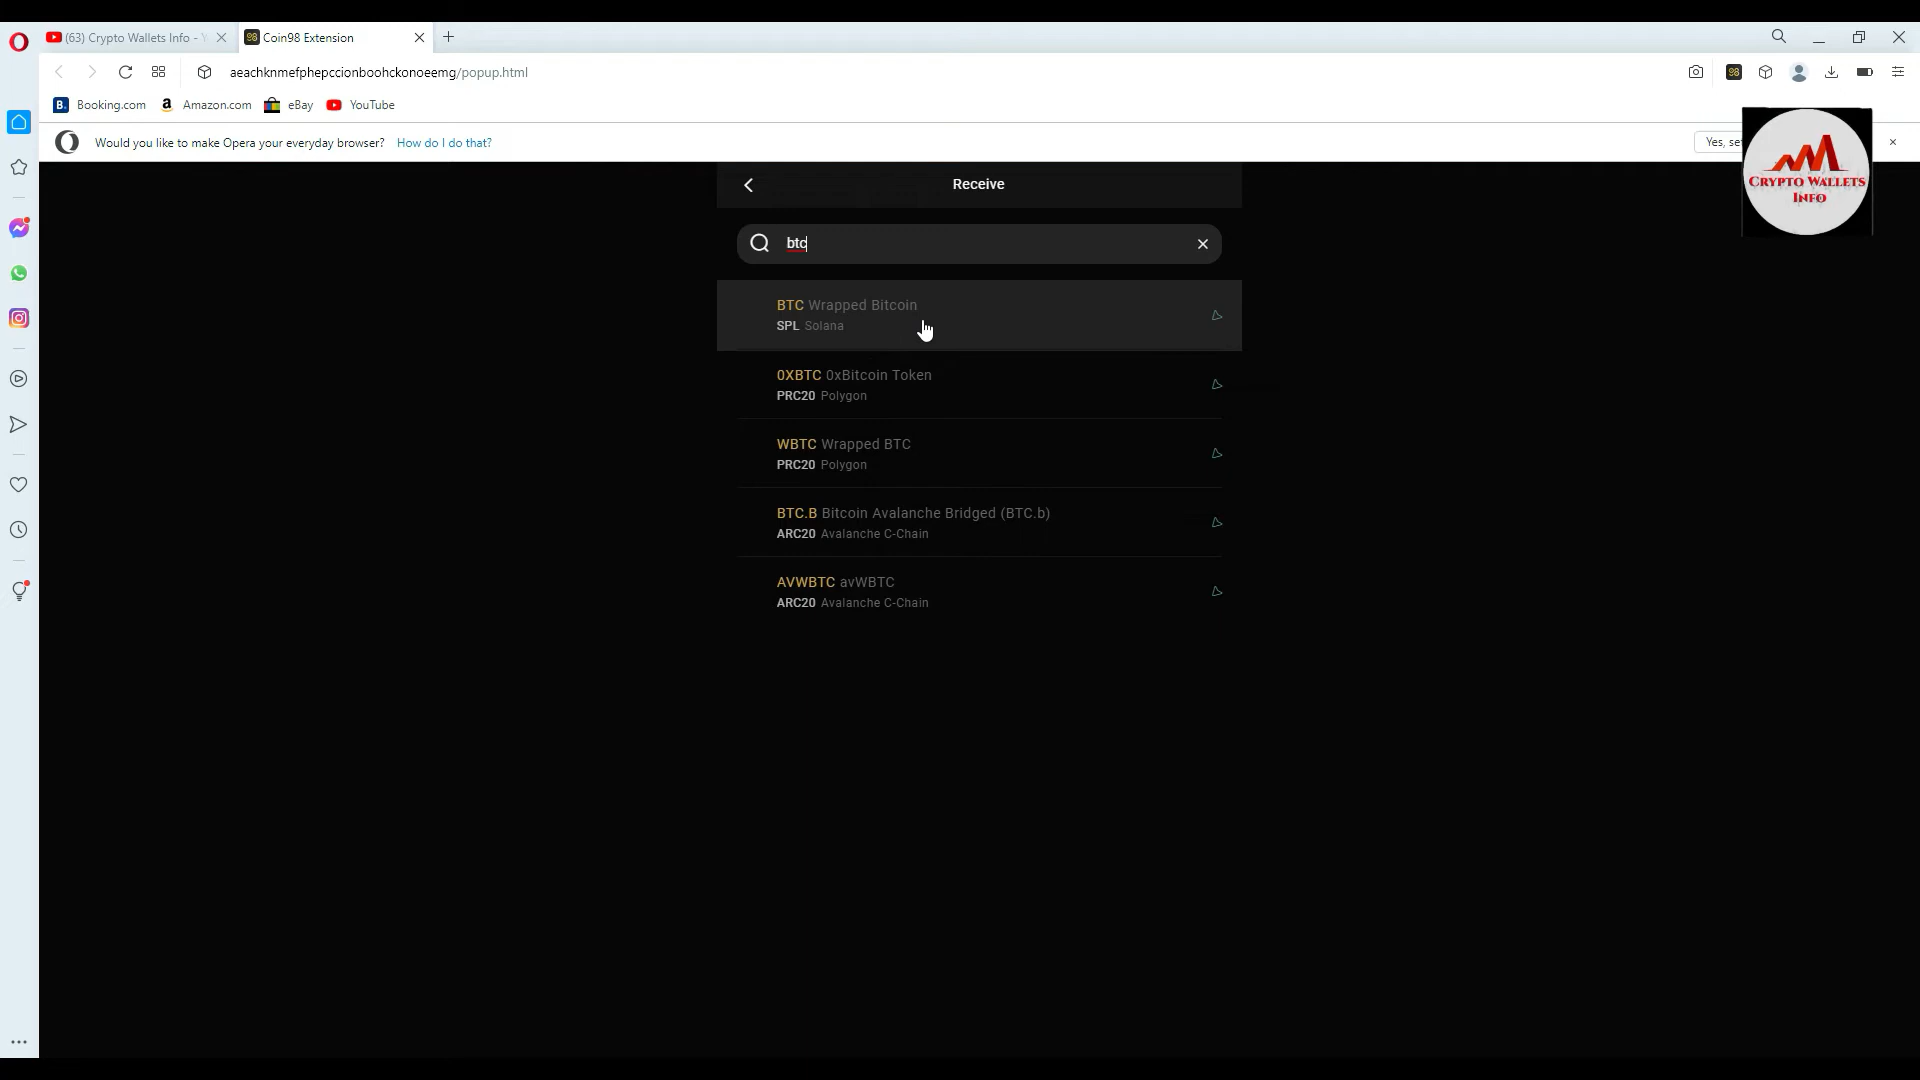 (63) Crypto Wallets Info - Y
Coin98 Extension
aeachknmefphepccionboohckonoeemg/popup.html
98
B. Booking.com
a Amazon.com
eBay
YouTube
Would you like to make Opera your everyday browser? How do I do that?
Yes, se
CRYPTO WALLETS
INFO
Receive
btc
BTC Wrapped Bitcoin
SPL Solana
0XBTC 0xBitcoin Token
PRC20 Polygon
WBTC Wrapped BTC
PRC20 Polygon
BTC.B Bitcoin Avalanche Bridged (BTC.b)
ARC20 Avalanche C-Chain
AVWBTC avWBTC
ARC20 Avalanche C-Chain